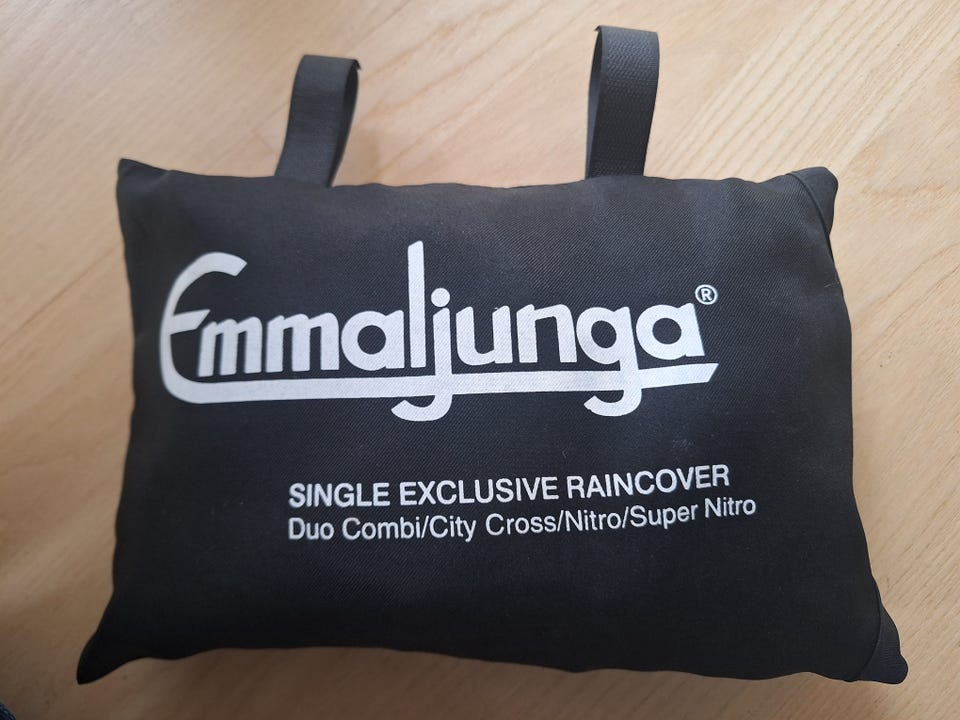 Emmaljunga®
SINGLE EXCLUSIVE RAINCOVER
Duo Combi/City Cross/Nitro/Super Nitro